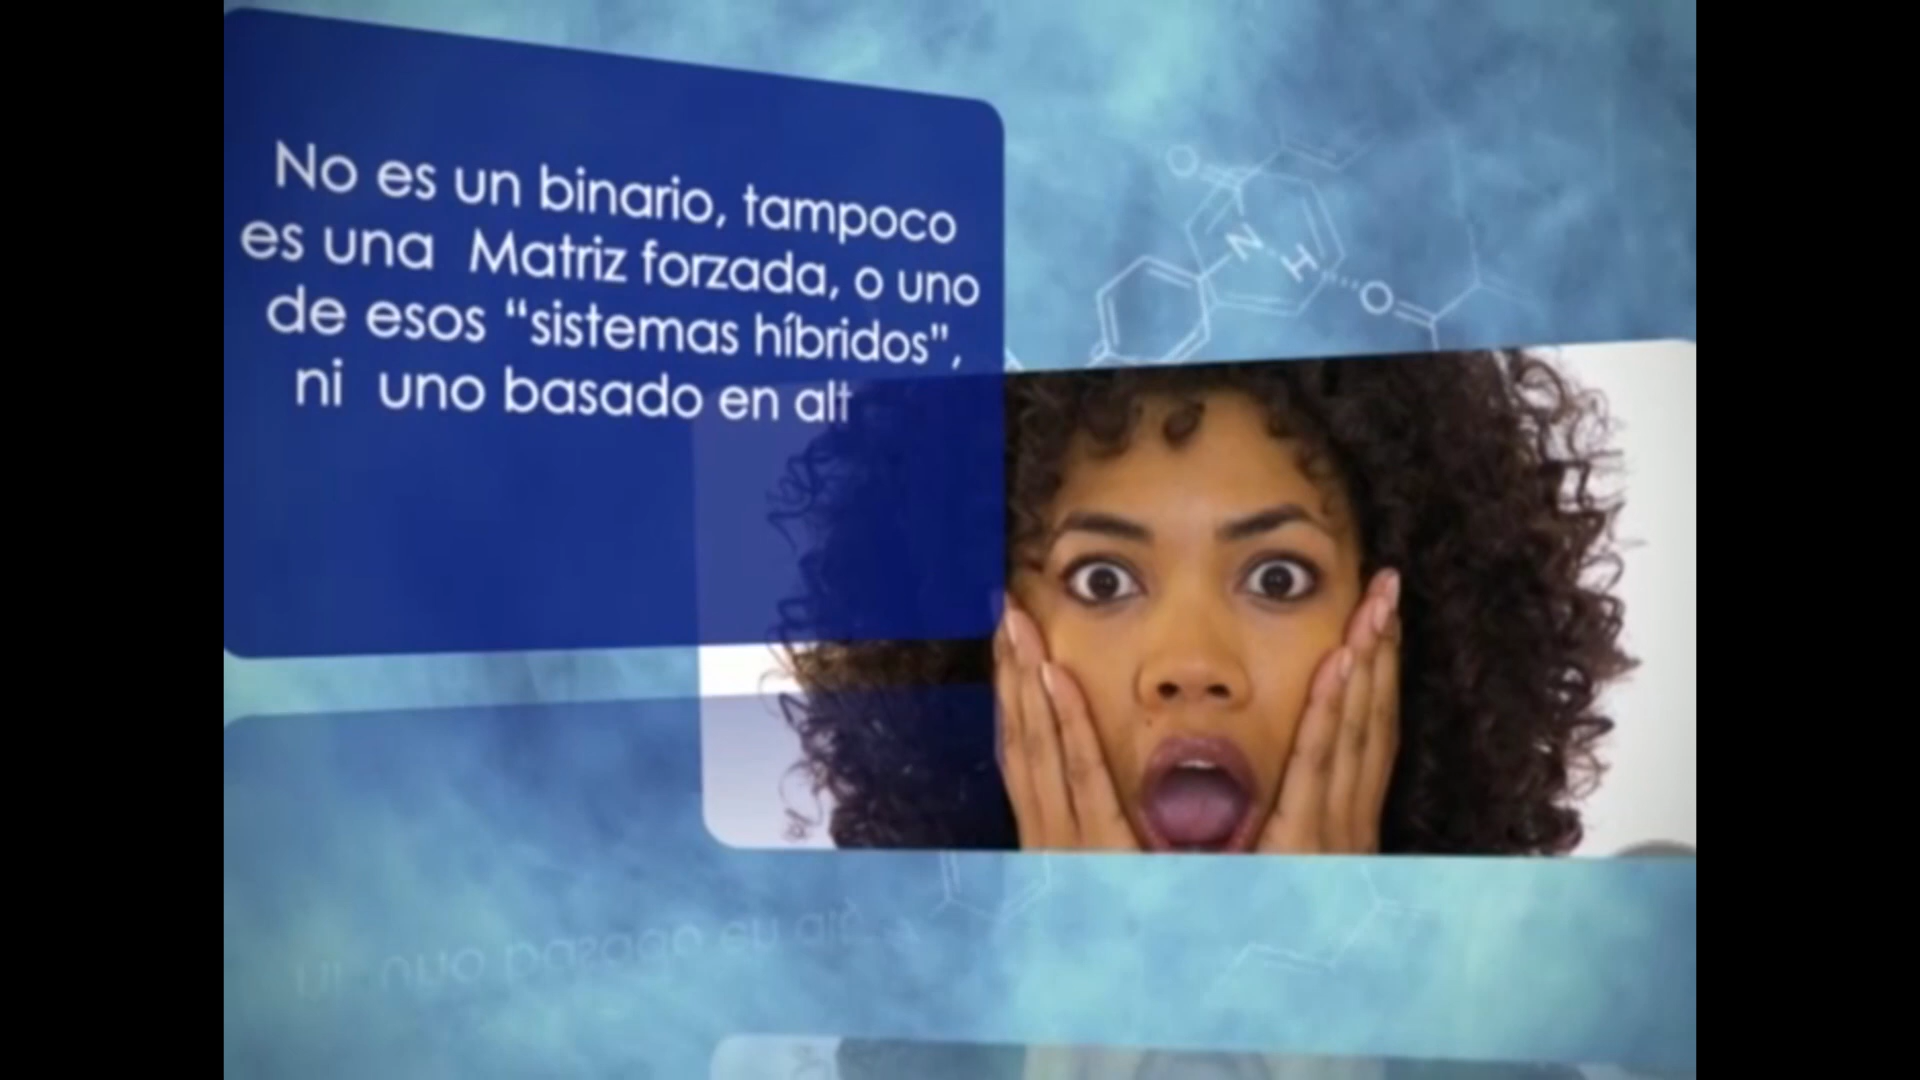 No es un binario, tampoco
es una Matriz forzada, o uno
de esos “sistemas híbridos”,
ni uno basado en alt
O
N
H
O